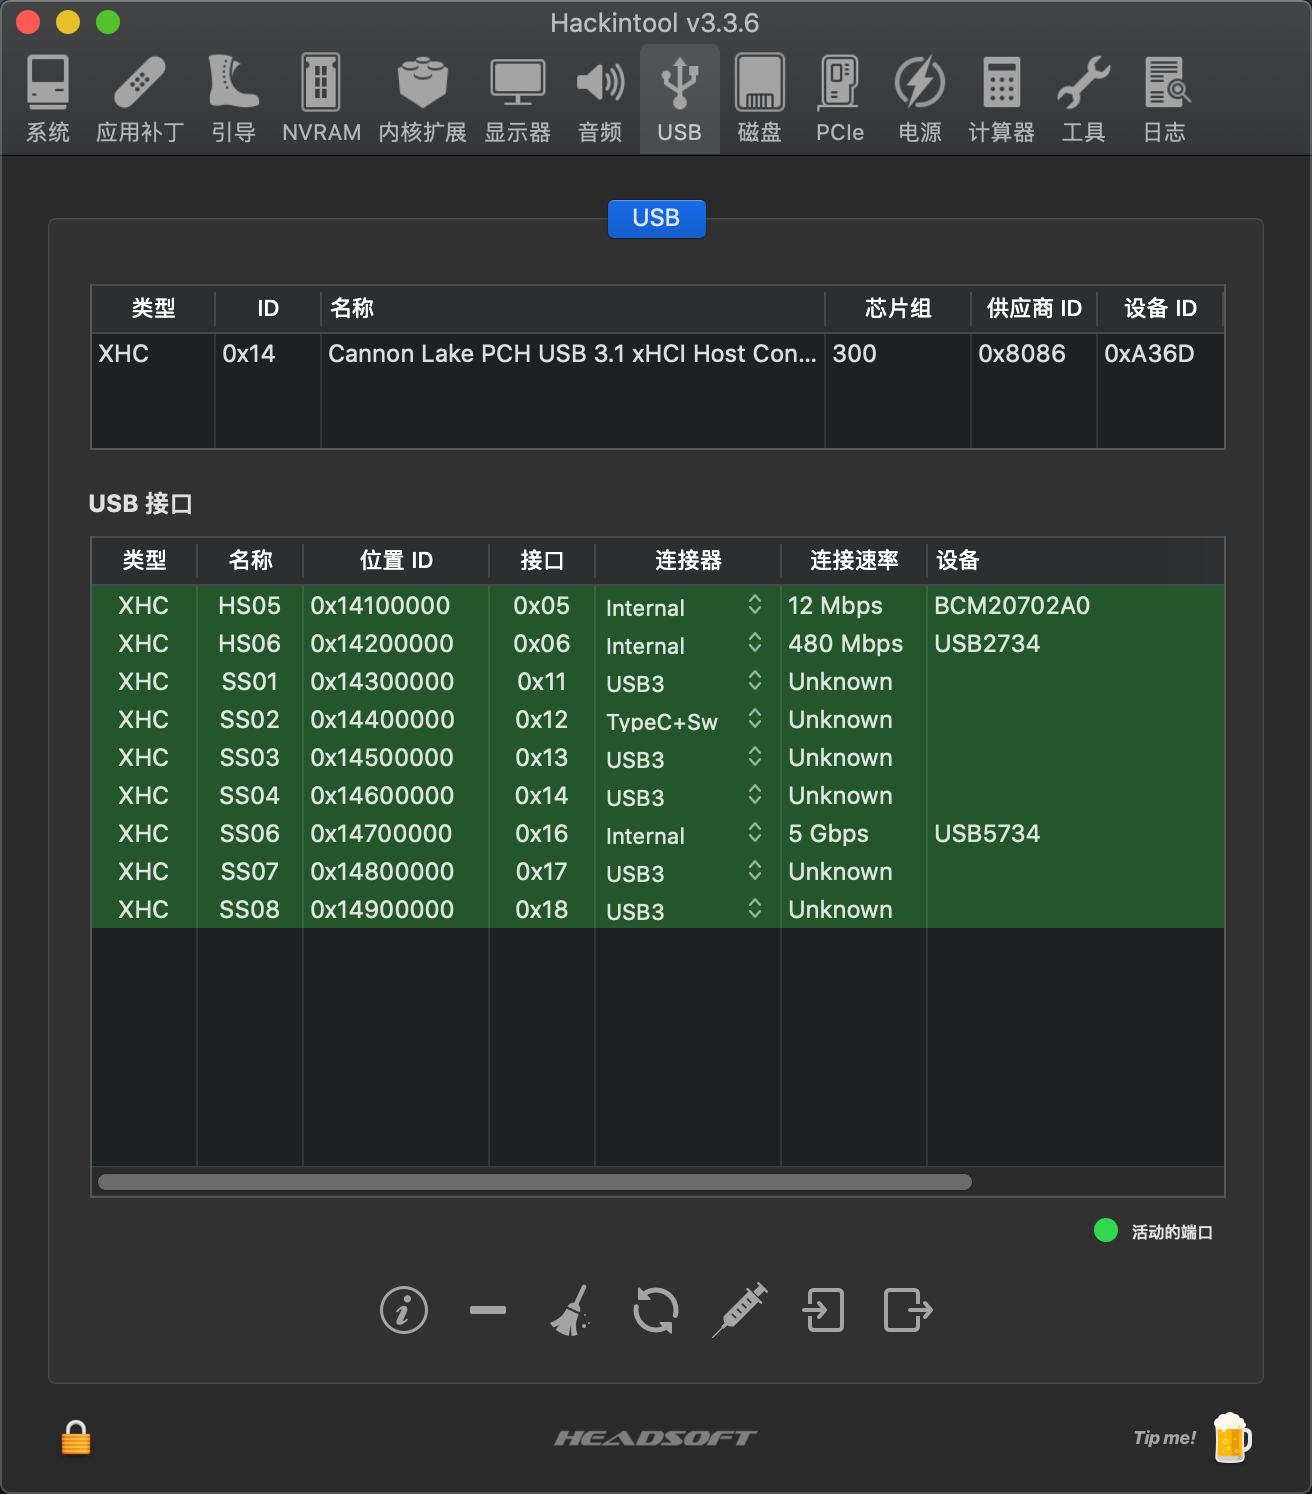 Hackintool v3.3.6
系统 应用补丁 引导 NVRAM 内核扩展 显示器 音频 USB 磁盘 PCIe 电源 计算器 工具 日志
USB
类型 ID 名称 芯片组 供应商 ID 设备 ID
XHC 0x14 Cannon Lake PCH USB 3.1 xHCI Host Con... 300 0x8086 0xA36D
USB 接口
类型 名称 位置 ID 接口 连接器 连接速率 设备
XHC HS05 0x14100000 0x05 Internal 12 Mbps BCM20702A0
XHC HS06 0x14200000 0x06 Internal 480 Mbps USB2734
XHC SS01 0x14300000 0x11 USB3 Unknown
XHC SS02 0x14400000 0x12 TypeC+Sw Unknown
XHC SS03 0x14500000 0x13 USB3 Unknown
XHC SS04 0x14600000 0x14 USB3 Unknown
XHC SS06 0x14700000 0x16 Internal 5 Gbps USB5734
XHC SS07 0x14800000 0x17 USB3 Unknown
XHC SS08 0x14900000 0x18 USB3 Unknown
活动的端口
HEADSOFT
Tip me!